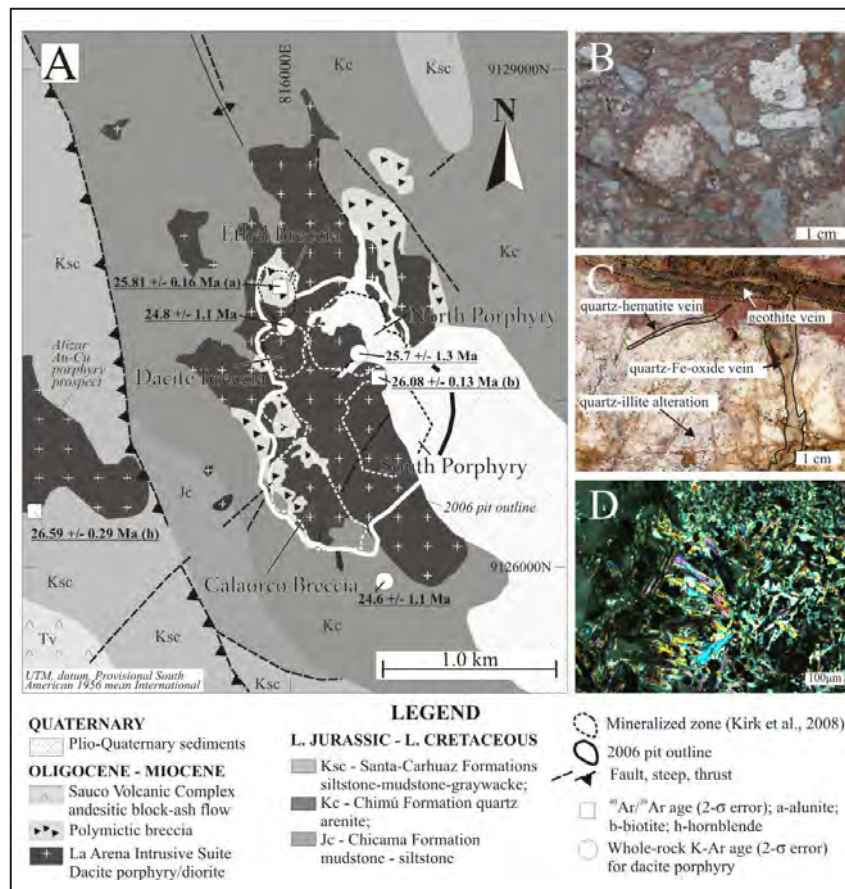 A
816000E
Kc
Ksc
9129000N
N
Kc
Ksc
Ethel Breccia
25.81 +/- 0.16 Ma (a)
24.8 +/- 1.1 Ma
North Porphyry
25.7 +/- 1.3 Ma
Dacite Breccia
26.08 +/- 0.13 Ma (b)
Alizar
Au-Cu
porphyry
prospect
South Porphyry
Jc
2006 pit outline
26.59 +/- 0.29 Ma (h)
9126000N
Calaorco Breccia
24.6 +/- 1.1 Ma
Ksc
Kc
Tv
Ksc
1.0 km
UTM, datum, Provisional South
American 1956 mean International
Ksc
B
1 cm
C
quartz-hematite vein
geothite vein
quartz-Fe-oxide vein
quartz-illite alteration
1 cm
D
100µm
LEGEND
QUATERNARY
Plio-Quaternary sediments
OLIGOCENE - MIOCENE
Sauco Volcanic Complex
andesitic block-ash flow
Polymictic breccia
La Arena Intrusive Suite
Dacite porphyry/diorite
L. JURASSIC - L. CRETACEOUS
Ksc - Santa-Carhuaz Formations
siltstone-mudstone-graywacke;
Kc - Chimú Formation quartz
arenite;
Jc - Chicama Formation
mudstone - siltstone
Mineralized zone (Kirk et al., 2008)
2006 pit outline
Fault, steep, thrust
⁴⁰Ar/³⁹Ar age (2-σ error); a-alunite;
b-biotite; h-hornblende
Whole-rock K-Ar age (2-σ error)
for dacite porphyry